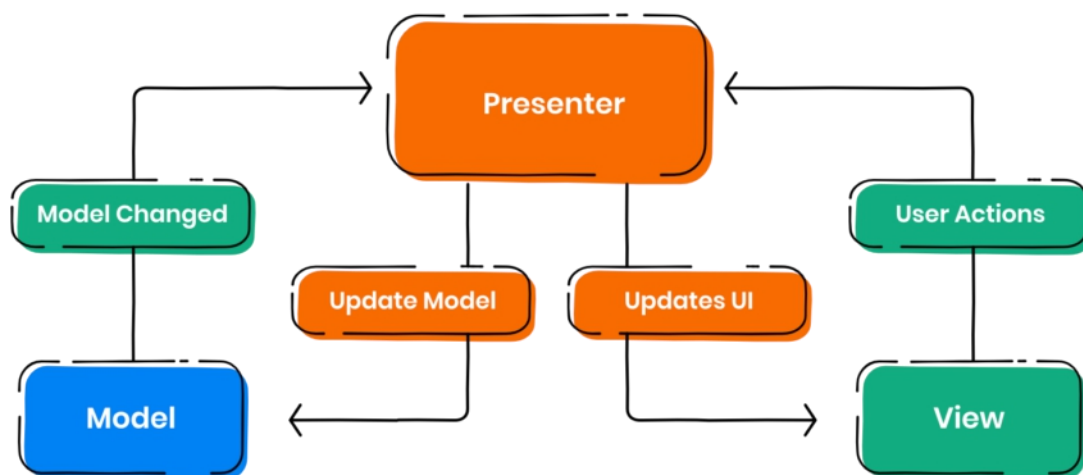 Presenter
Model Changed
User Actions
Update Model
Updates UI
Model
View